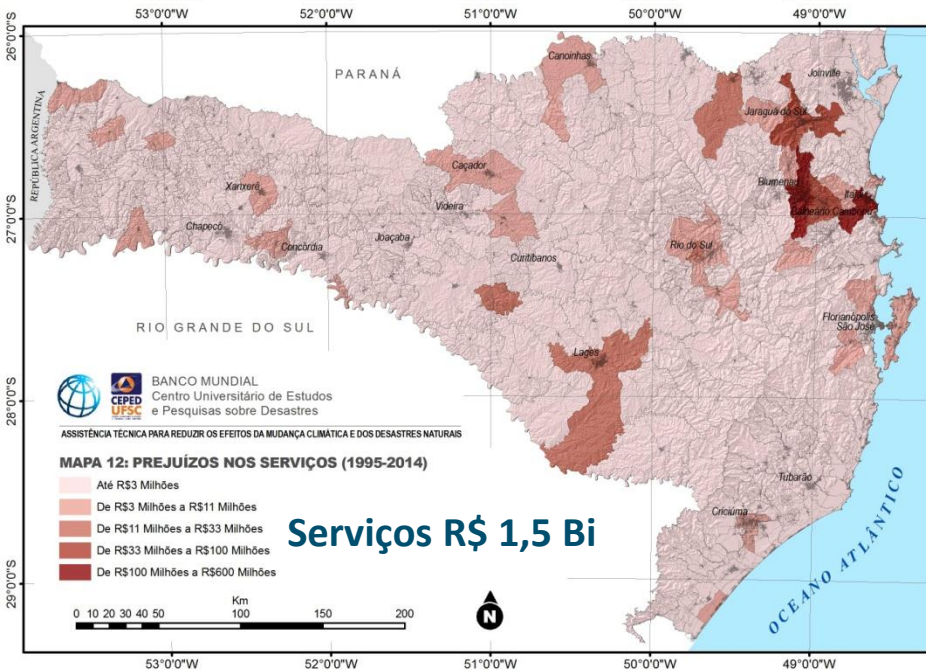 53°0'0"W 52°0'0"W 51°0'0"W 50°0'0"W 49°0'0"W
26°0'0"S
27°0'0"S
28°0'0"S
29°0'0"S
PARANÁ
REPÚBLICA ARGENTINA
Canoinhas
Joinville
Jaraguá do Sul
Caçador
Xanxerê
Blumenau
Itajaí
Balneário Camboriú
Videira
Chapecó
Concórdia
Joaçaba
Rio do Sul
Curitibanos
Florianópolis
São José
RIO GRANDE DO SUL
Lages
Tubarão
Criciúma
OCEANO ATLÂNTICO
CEPED
UFSC
BANCO MUNDIAL
Centro Universitário de Estudos
e Pesquisas sobre Desastres
ASSISTÊNCIA TÉCNICA PARA REDUZIR OS EFEITOS DA MUDANÇA CLIMÁTICA E DOS DESASTRES NATURAIS
MAPA 12: PREJUÍZOS NOS SERVIÇOS (1995-2014)
Até R$3 Milhões
De R$3 Milhões a R$11 Milhões
De R$11 Milhões a R$33 Milhões
De R$33 Milhões a R$100 Milhões
De R$100 Milhões a R$600 Milhões
Serviços R$ 1,5 Bi
Km
0 10 20 30 40 50 100 150 200
N
53°0'0"W 52°0'0"W 51°0'0"W 50°0'0"W 49°0'0"W